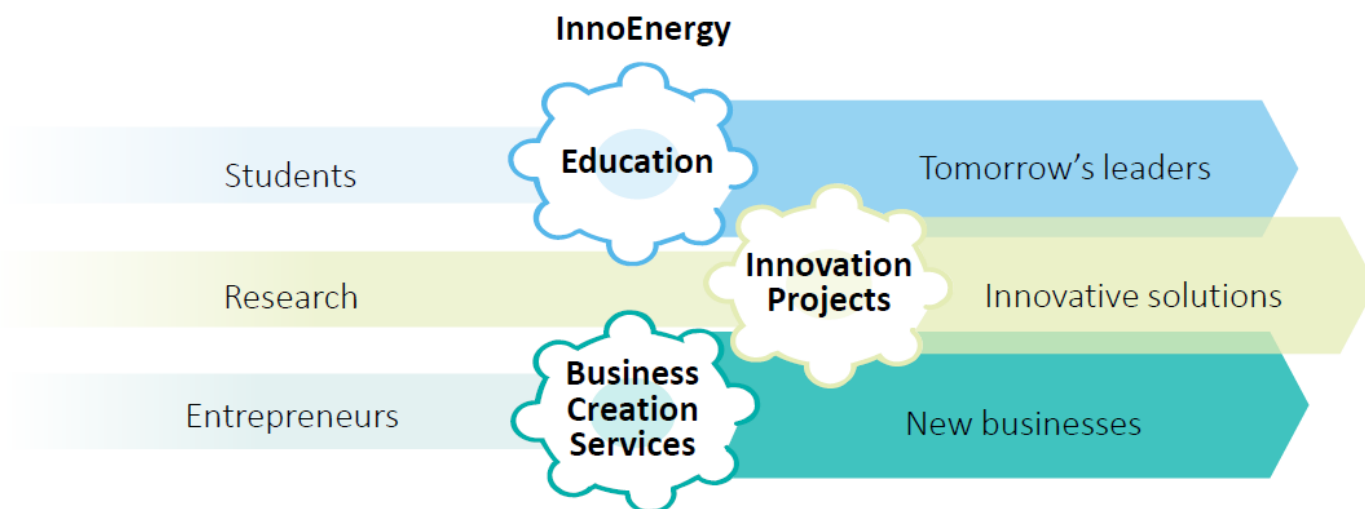 InnoEnergy
Students
Education
Tomorrow’s leaders
Research
Innovation
Projects
Innovative solutions
Entrepreneurs
Business
Creation
Services
New businesses